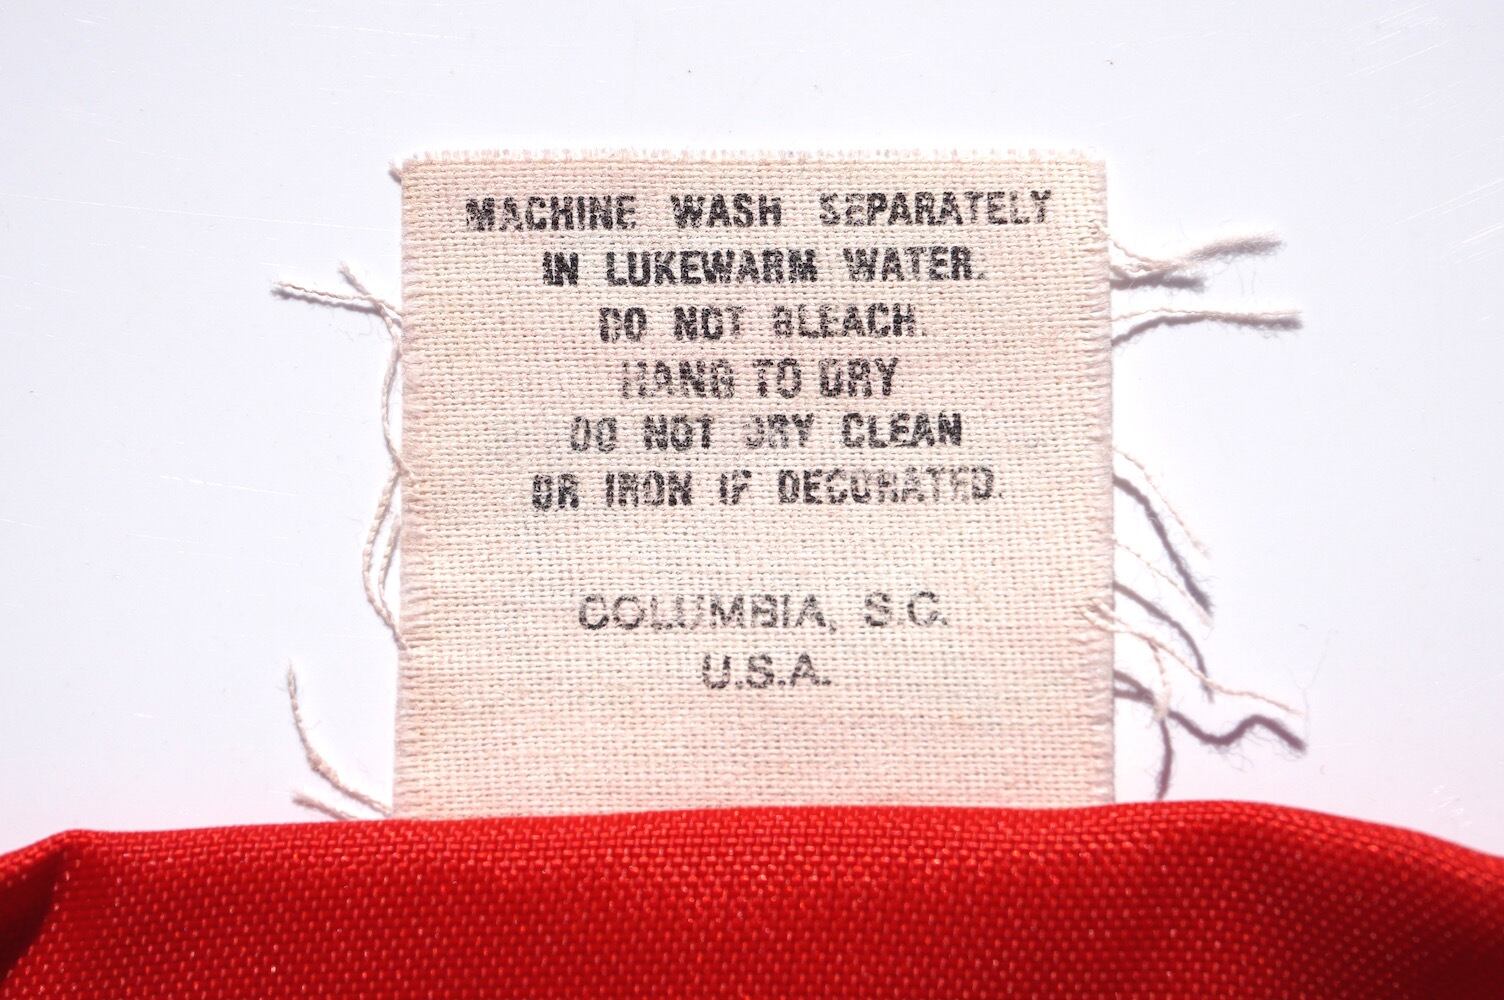 MACHINE WASH SEPARATELY
IN LUKEWARM WATER.
DO NOT BLEACH.
HANG TO DRY
DO NOT DRY CLEAN
OR IRON IF DECORATED.
COLUMBIA, S.C.
U.S.A.